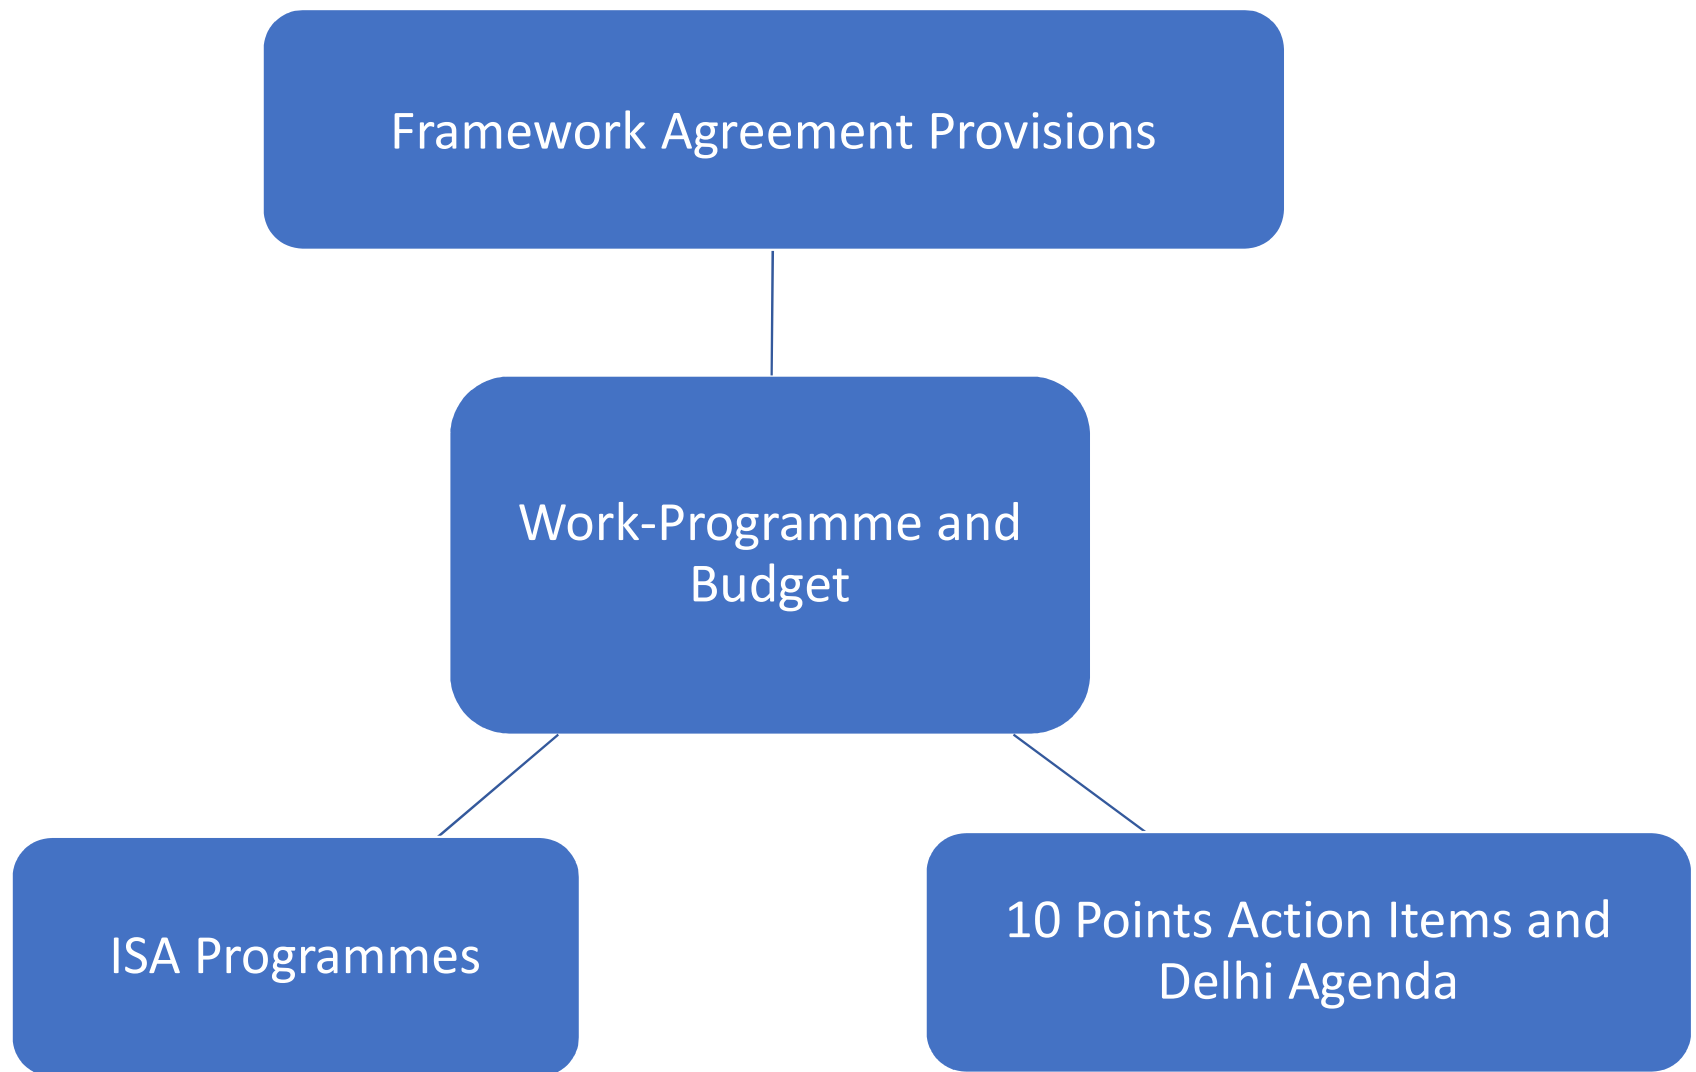 Framework Agreement Provisions
Work-Programme and
Budget
ISA Programmes
10 Points Action Items and
Delhi Agenda